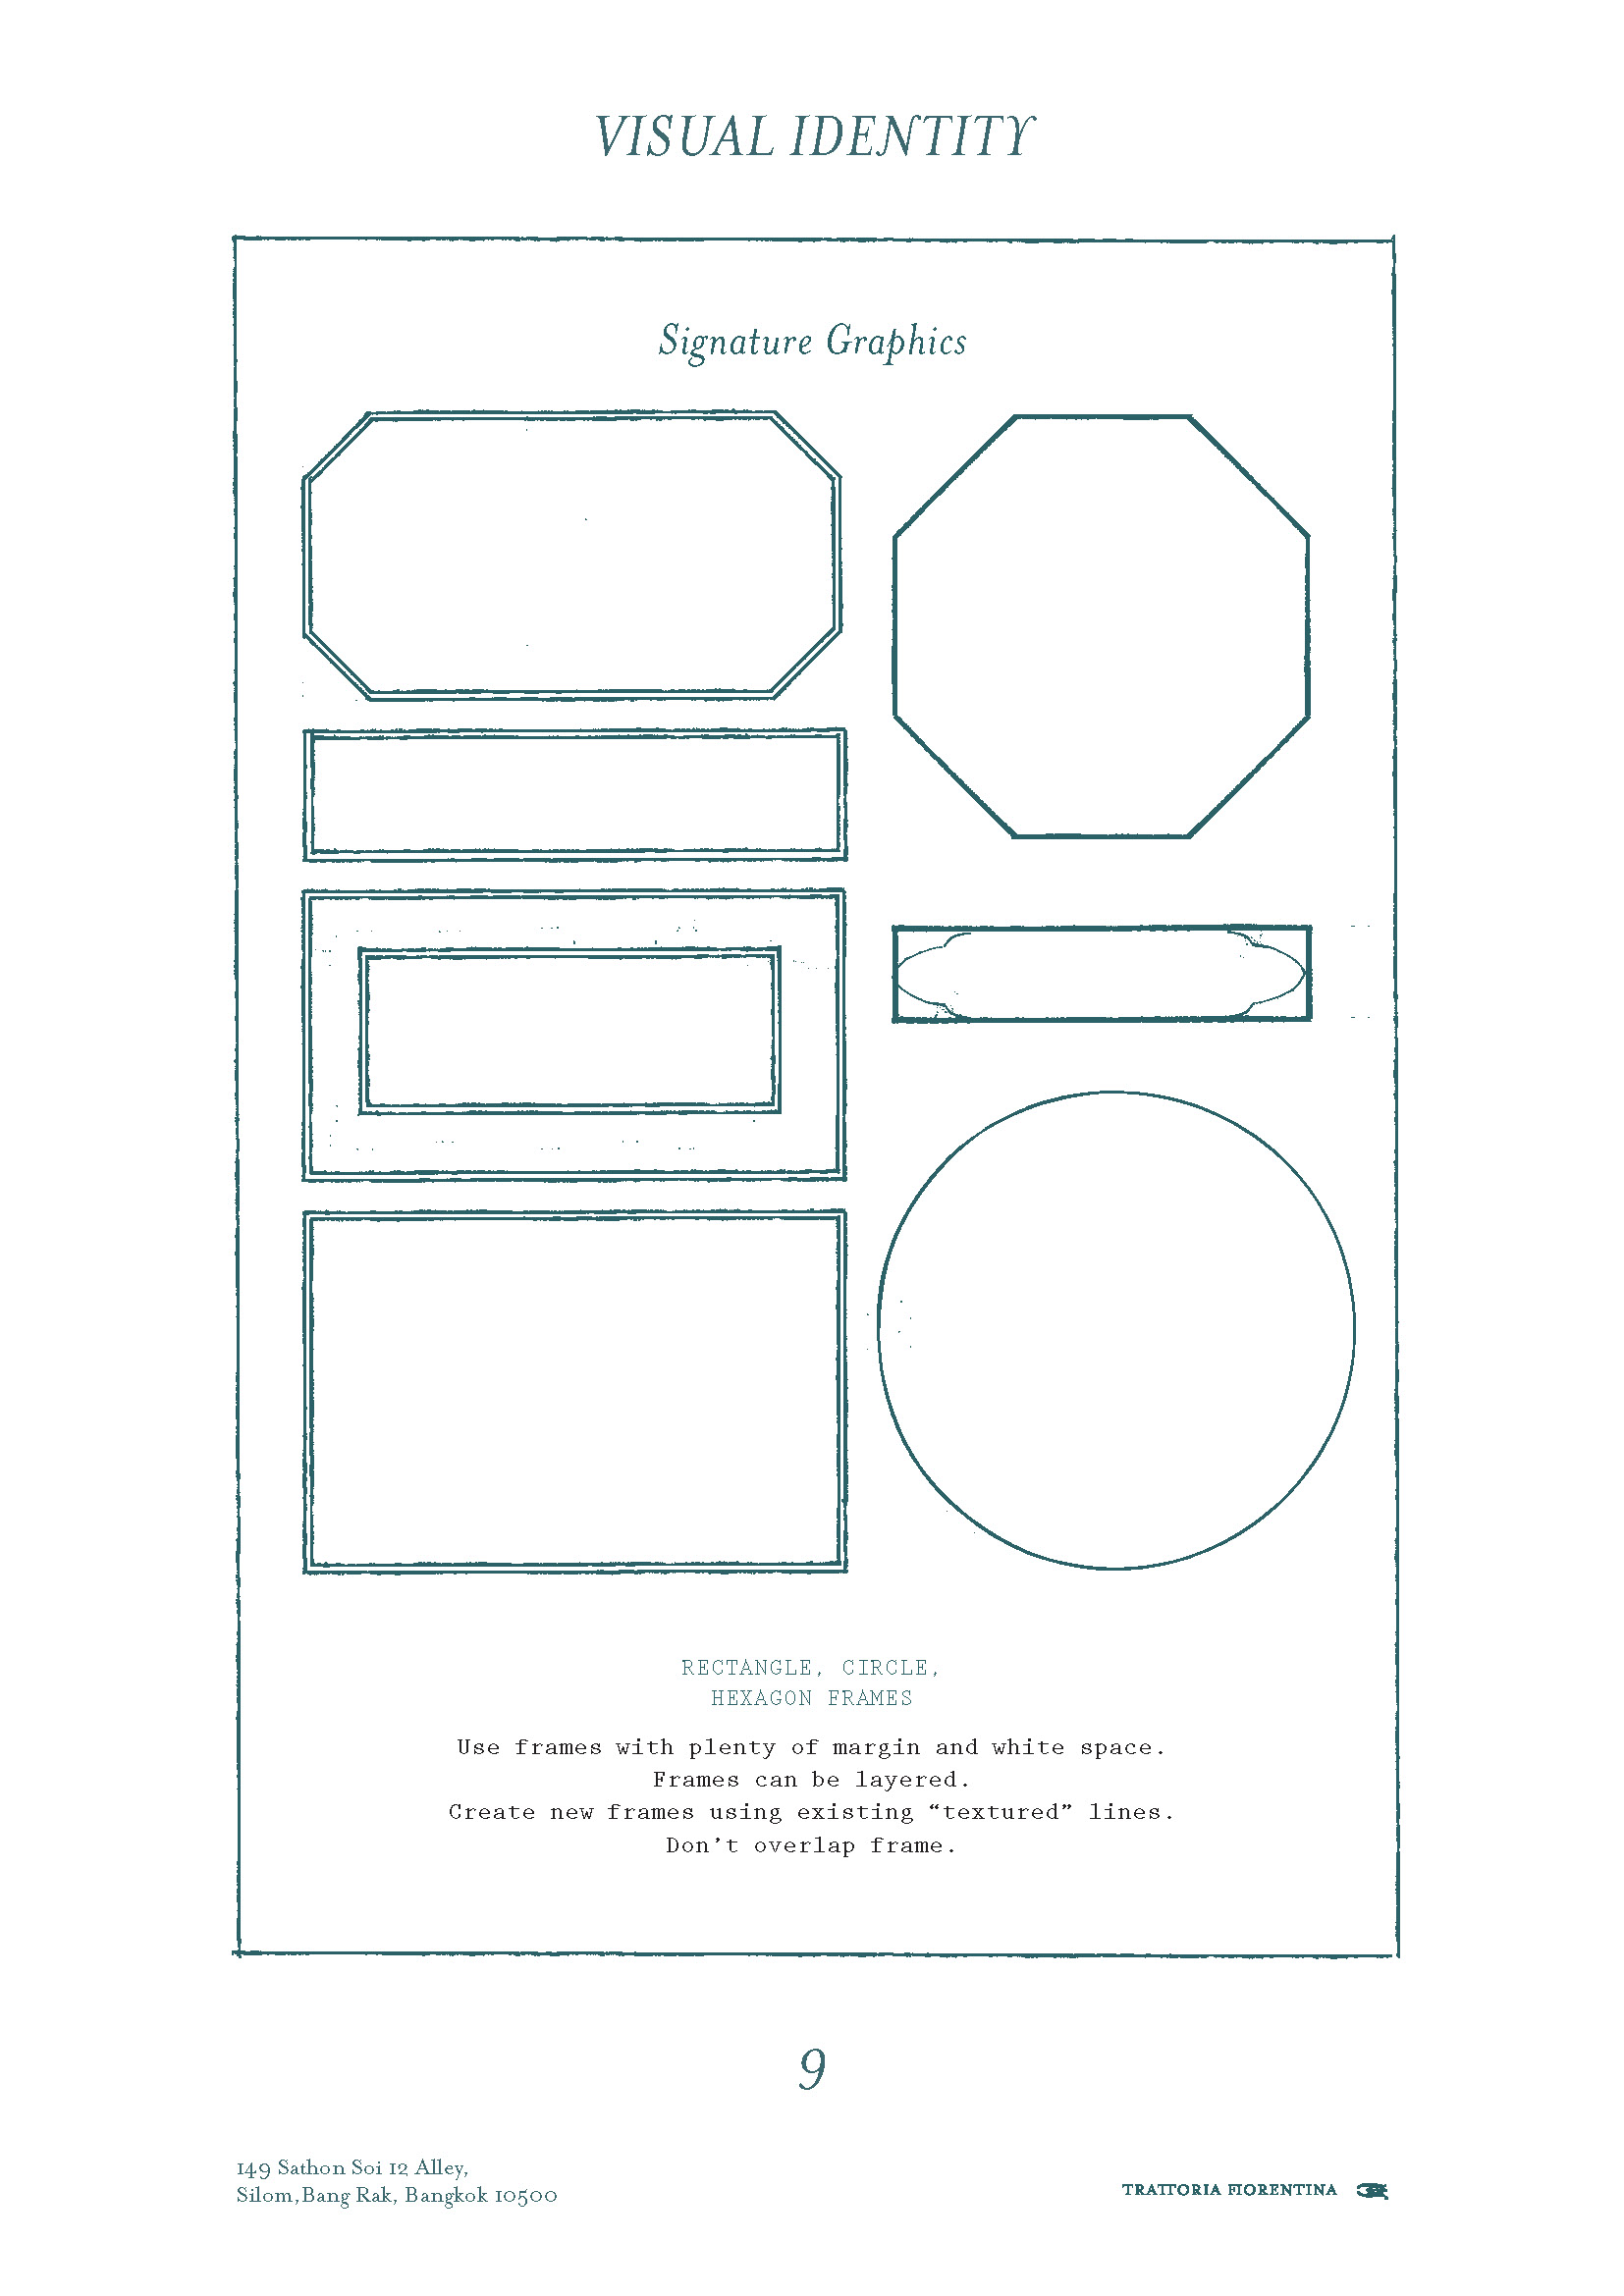 VISUAL IDENTITY
Signature Graphics
RECTANGLE, CIRCLE,
HEXAGON FRAMES
Use frames with plenty of margin and white space.
Frames can be layered.
Create new frames using existing “textured” lines.
Don’t overlap frame.
9
149 Sathon Soi 12 Alley,
Silom,Bang Rak, Bangkok 10500
TRATTORIA FIORENTINA